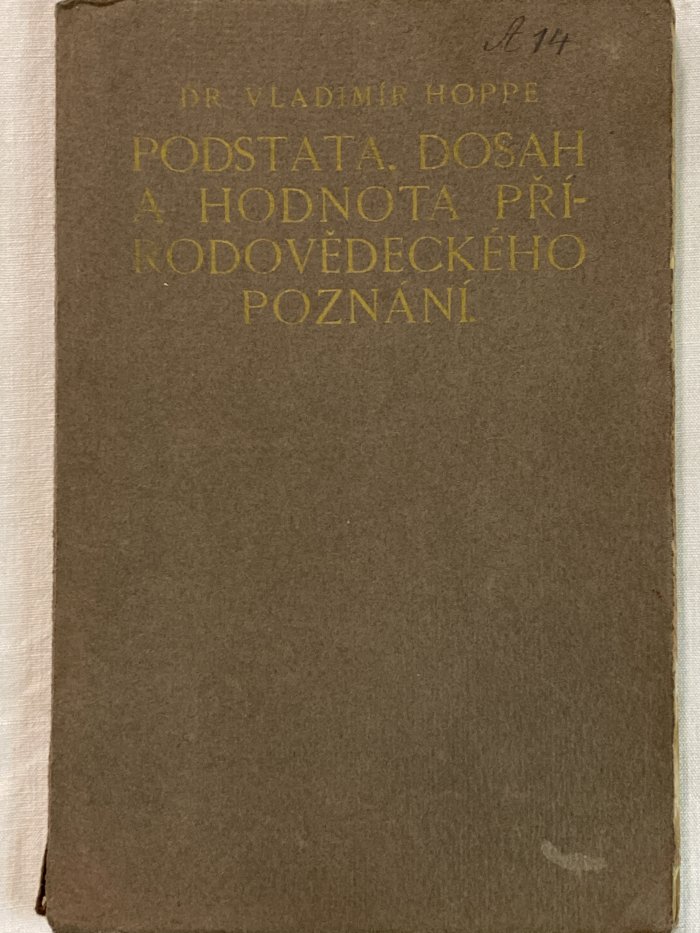 A 14
DR. VLADIMÍR HOPPE
PODSTATA. DOSAH
A HODNOTA PŘÍ-
RODOVĚDECKÉHO
POZNÁNÍ.